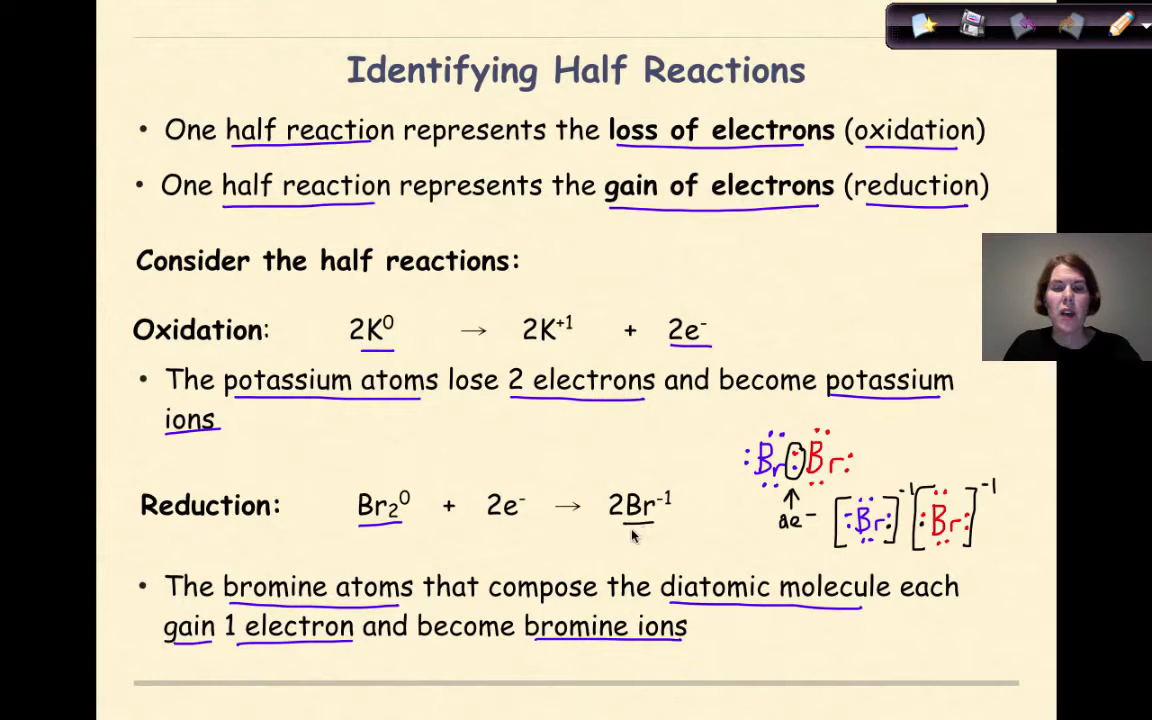 Identifying Half Reactions
• One half reaction represents the loss of electrons (oxidation)
• One half reaction represents the gain of electrons (reduction)
Consider the half reactions:
Oxidation: 2K⁰ → 2K⁺¹ + 2e⁻
• The potassium atoms lose 2 electrons and become potassium
ions
:Br:Br:
Reduction: Br₂⁰ + 2e⁻ → 2Br⁻¹
2e⁻ [:Br:]⁻¹ [:Br:]⁻¹
• The bromine atoms that compose the diatomic molecule each
gain 1 electron and become bromine ions